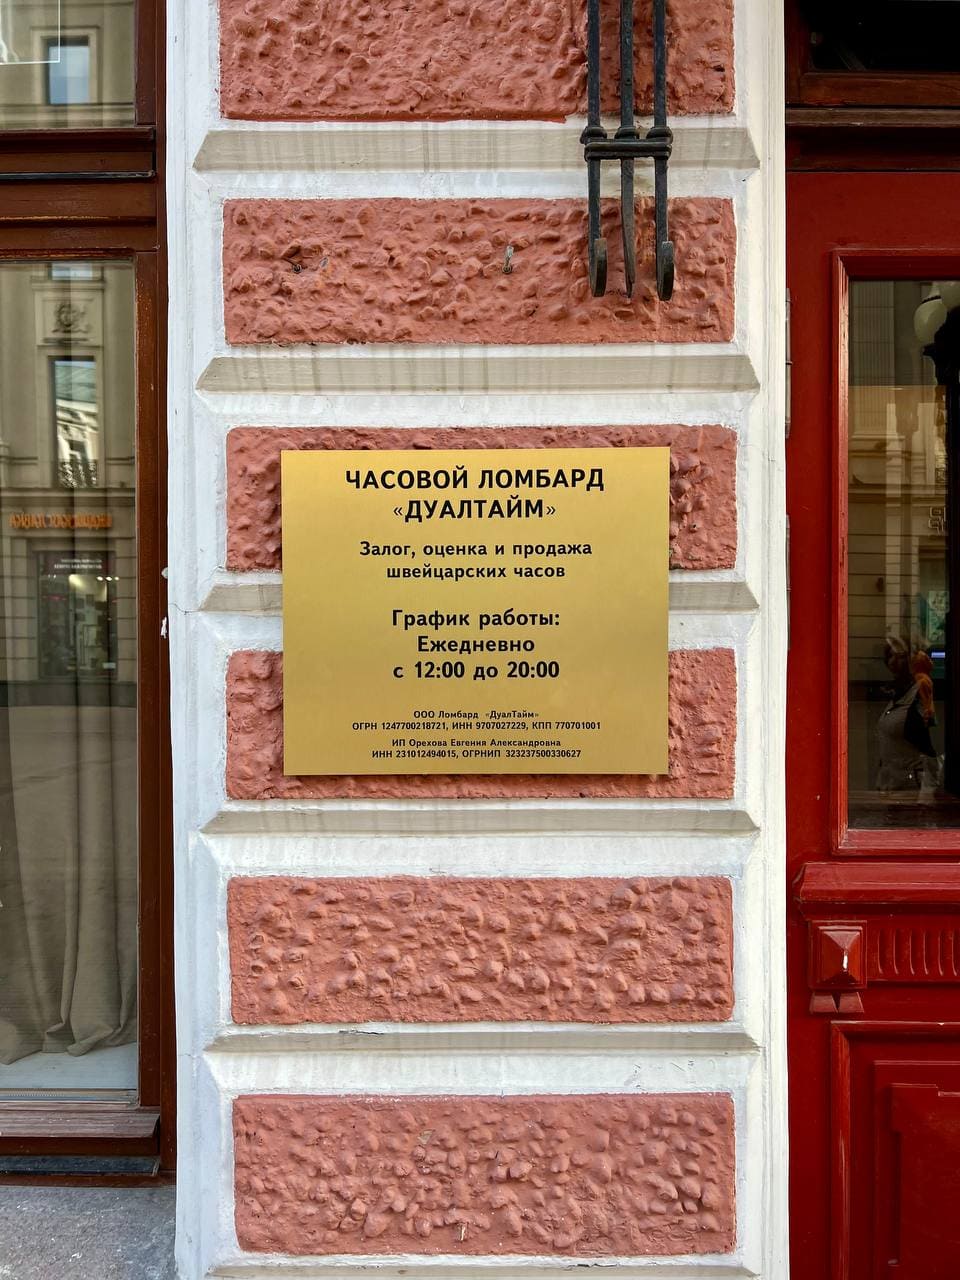 ЧАСОВОЙ ЛОМБАРД
«ДУАЛТАЙМ»
Залог, оценка и продажа
швейцарских часов
График работы:
Ежедневно
с 12:00 до 20:00
ООО Ломбард «ДуалТайм»
ОГРН 1247700218721, ИНН 9707027229, КПП 770701001
ИП Орехова Евгения Александровна
ИНН 231012494015, ОГРНИП 323237500330627